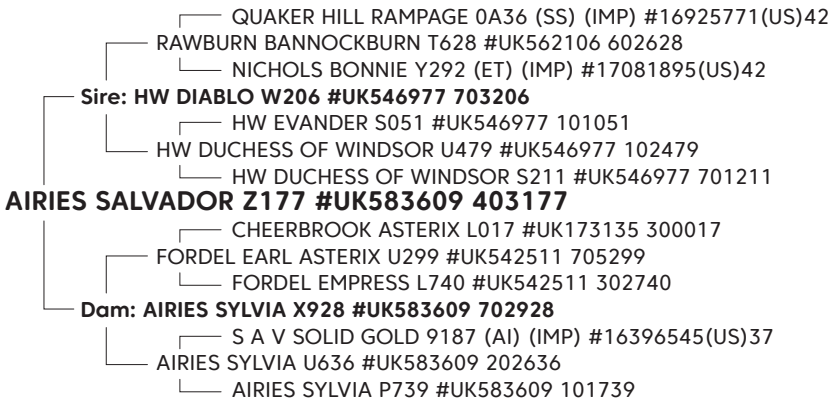 QUAKER HILL RAMPAGE 0A36 (SS) (IMP) #16925771(US)42
RAWBURN BANNOCKBURN T628 #UK562106 602628
NICHOLS BONNIE Y292 (ET) (IMP) #17081895(US)42
Sire: HW DIABLO W206 #UK546977 703206
HW EVANDER S051 #UK546977 101051
HW DUCHESS OF WINDSOR U479 #UK546977 102479
HW DUCHESS OF WINDSOR S211 #UK546977 701211
AIRIES SALVADOR Z177 #UK583609 403177
CHEERBROOK ASTERIX L017 #UK173135 300017
FORDEL EARL ASTERIX U299 #UK542511 705299
FORDEL EMPRESS L740 #UK542511 302740
Dam: AIRIES SYLVIA X928 #UK583609 702928
S A V SOLID GOLD 9187 (AI) (IMP) #16396545(US)37
AIRIES SYLVIA U636 #UK583609 202636
AIRIES SYLVIA P739 #UK583609 101739